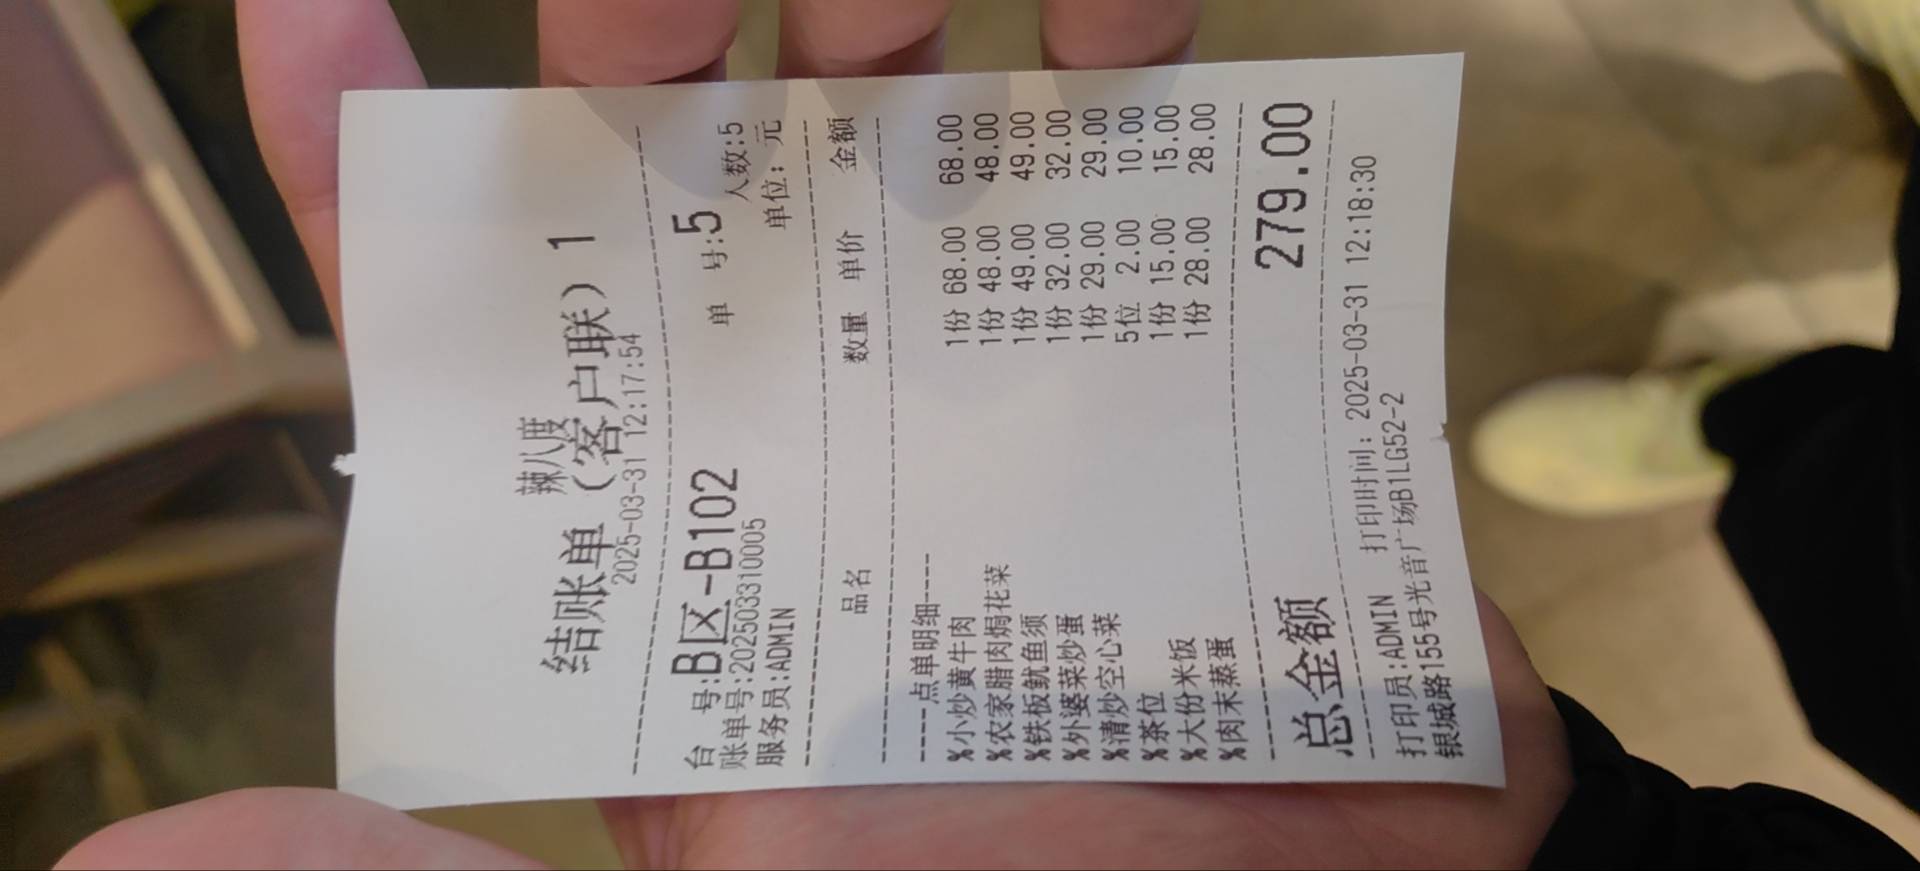 辣八度
结账单（客户联）1
2025-03-31 12:17:54
台 号:B区-B102 单 号:5
账单号:202503310005 人数:5
服务员:ADMIN 单位: 元
品名 数量 单价 金额
----点单明细----
%小炒黄牛肉 1份 68.00 68.00
%农家腊肉焗花菜 1份 48.00 48.00
%铁板鱿鱼须 1份 49.00 49.00
%外婆菜炒蛋 1份 32.00 32.00
%清炒空心菜 1份 29.00 29.00
%茶位 5位 2.00 10.00
%大份米饭 1份 15.00 15.00
%肉末蒸蛋 1份 28.00 28.00
总金额 279.00
打印员:ADMIN 打印时间: 2025-03-31 12:18:30
银城路155号光音广场B1LG52-2